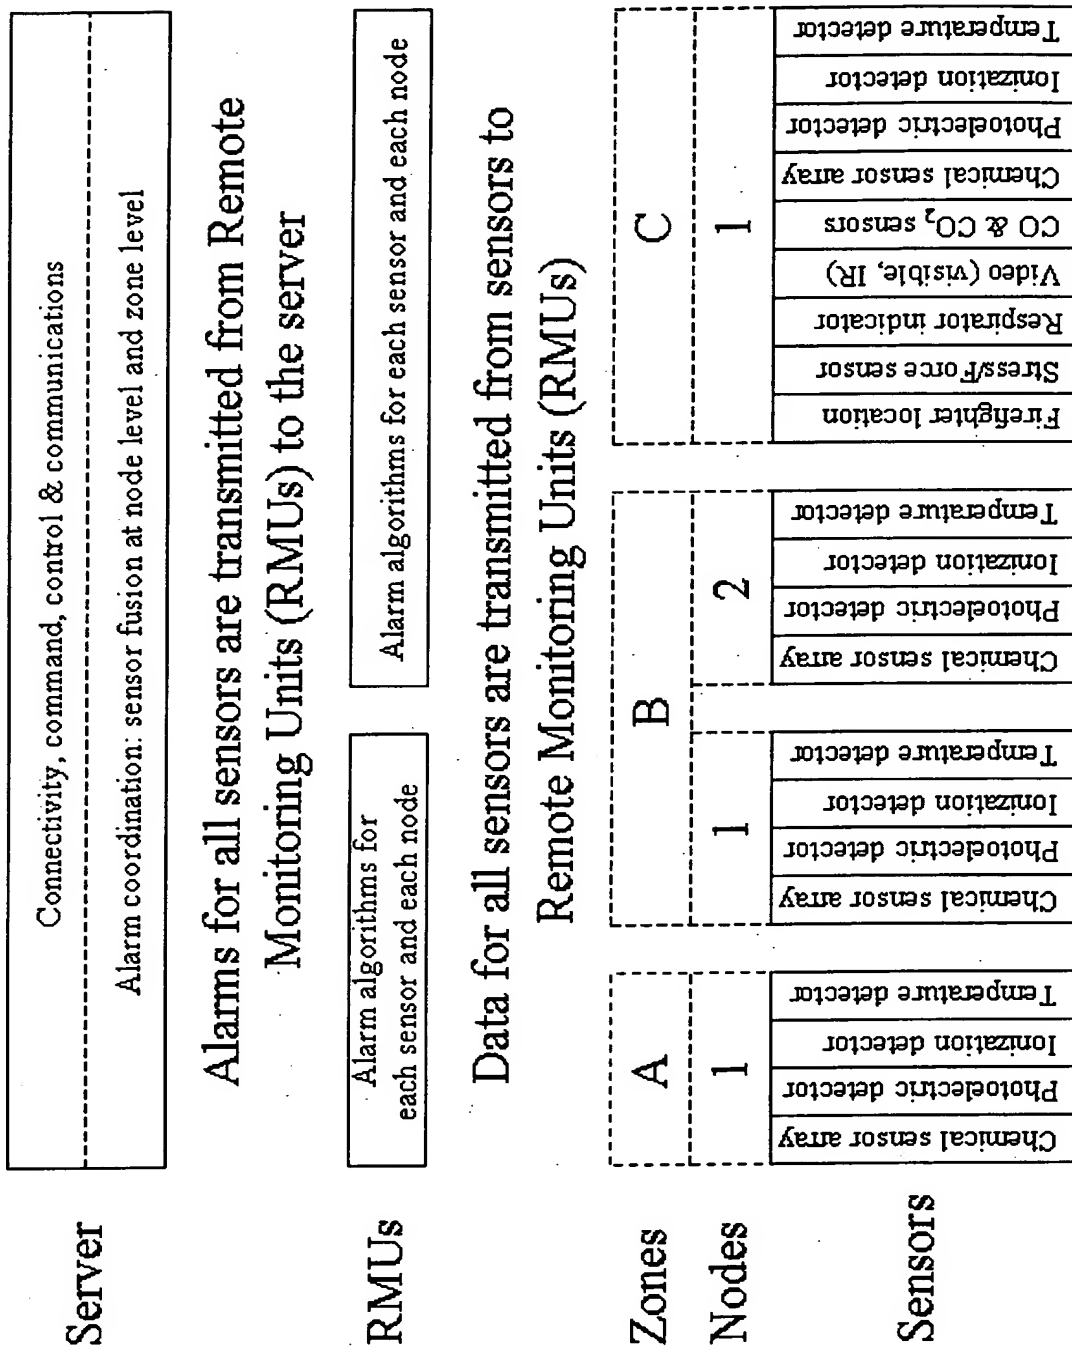 Server
Connectivity, command, control & communications
Alarm coordination: sensor fusion at node level and zone level
Alarms for all sensors are transmitted from Remote
Monitoring Units (RMUs) to the server
RMUs
Alarm algorithms for
each sensor and each node
Alarm algorithms for each sensor and each node
Data for all sensors are transmitted from sensors to
Remote Monitoring Units (RMUs)
Zones
A
B
C
Nodes
1
1
2
1
Sensors
Chemical sensor array
Photoelectric detector
Ionization detector
Temperature detector
Chemical sensor array
Photoelectric detector
Ionization detector
Temperature detector
Chemical sensor array
Photoelectric detector
Ionization detector
Temperature detector
Firefighter location
Stress/Force sensor
Respirator indicator
Video (visible, IR)
CO & CO₂ sensors
Chemical sensor array
Photoelectric detector
Ionization detector
Temperature detector